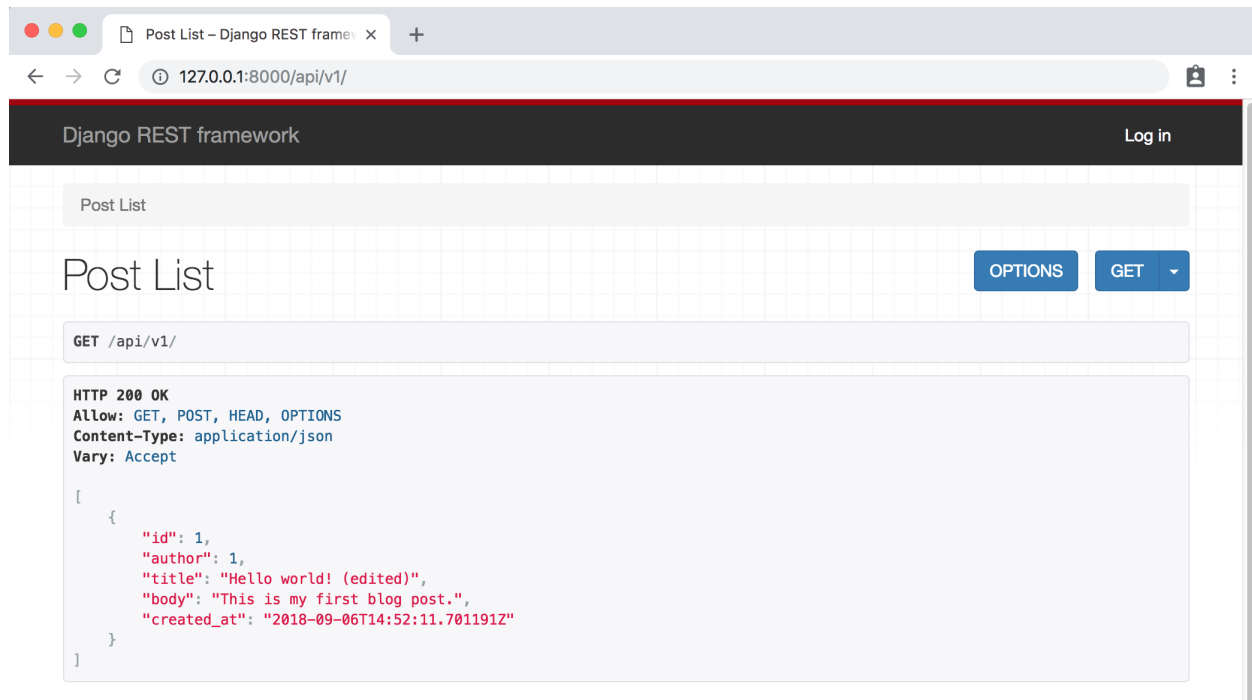 Post List – Django REST frame
127.0.0.1:8000/api/v1/
Django REST framework
Log in
Post List
Post List
OPTIONS
GET
GET /api/v1/
HTTP 200 OK
Allow: GET, POST, HEAD, OPTIONS
Content-Type: application/json
Vary: Accept
[
    {
        "id": 1,
        "author": 1,
        "title": "Hello world! (edited)",
        "body": "This is my first blog post.",
        "created_at": "2018-09-06T14:52:11.701191Z"
    }
]